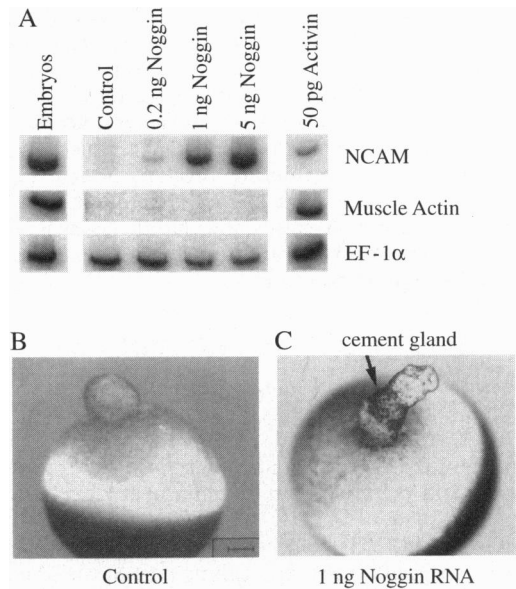 A
Embryos
Control
0.2 ng Noggin
1 ng Noggin
5 ng Noggin
50 pg Activin
NCAM
Muscle Actin
EF-1α
B
C
cement gland
Control
1 ng Noggin RNA